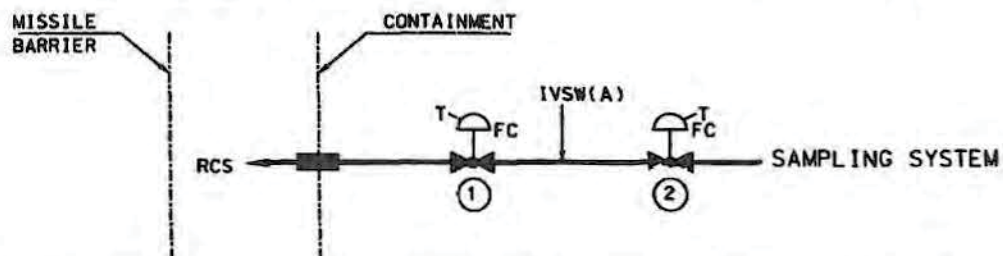 MISSILE
BARRIER
CONTAINMENT
IVSW(A)
T
FC
T
FC
RCS
SAMPLING SYSTEM
1
2